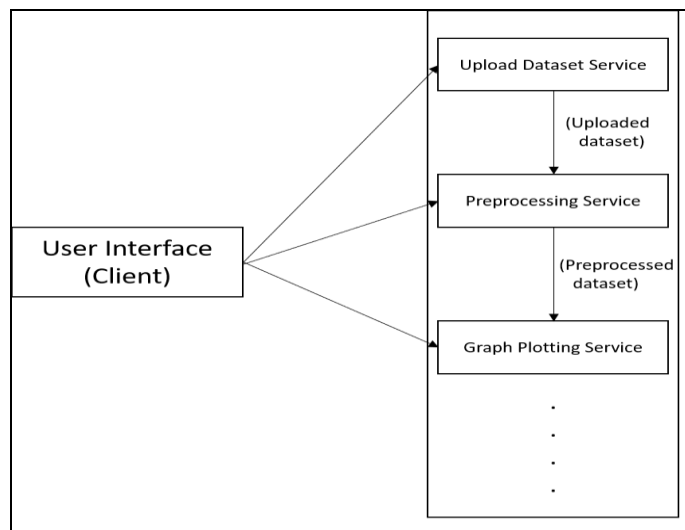 Upload Dataset Service
(Uploaded
dataset)
Preprocessing Service
User Interface
(Client)
(Preprocessed
dataset)
Graph Plotting Service
.
.
.
.